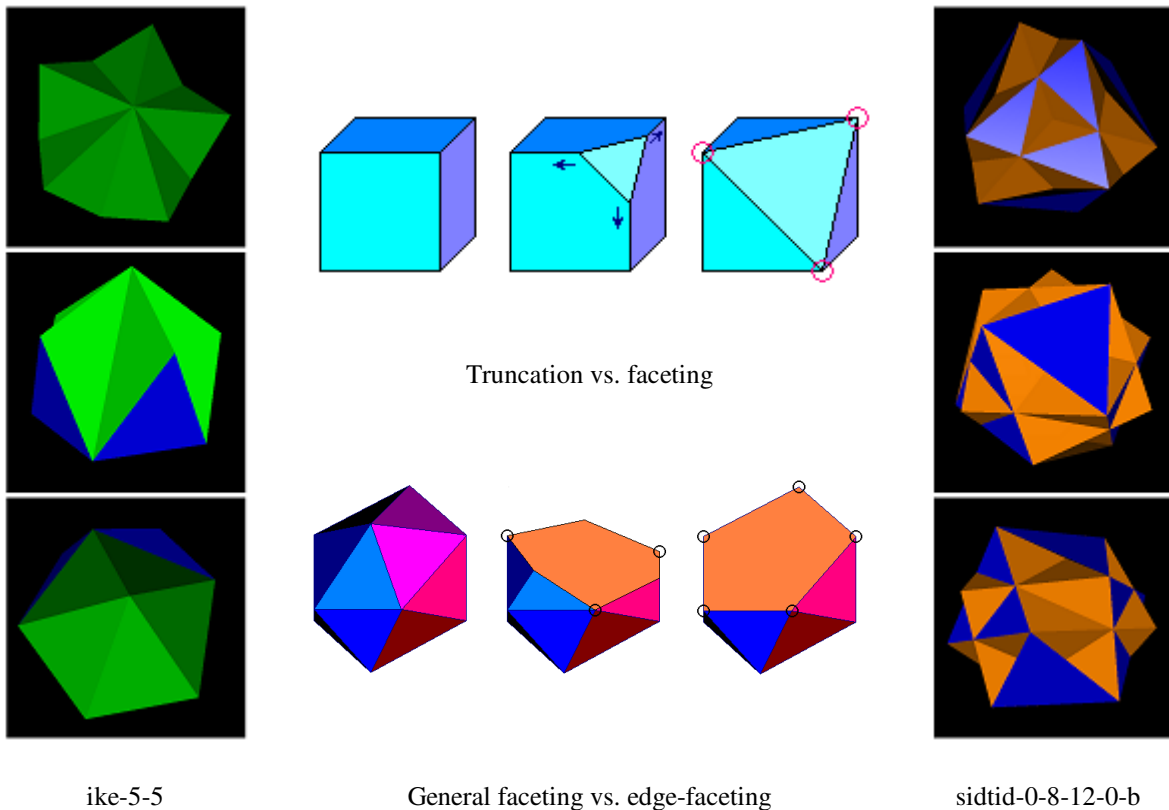 Truncation vs. faceting
ike-5-5
General faceting vs. edge-faceting
sidtid-0-8-12-0-b